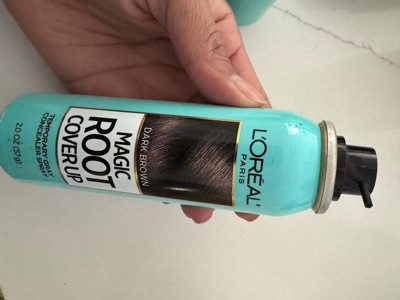 L'ORÉAL
PARIS
DARK BROWN
MAGIC
ROOT
COVER UP
TEMPORARY GRAY
CONCEALER SPRAY
2.0 OZ (57g)